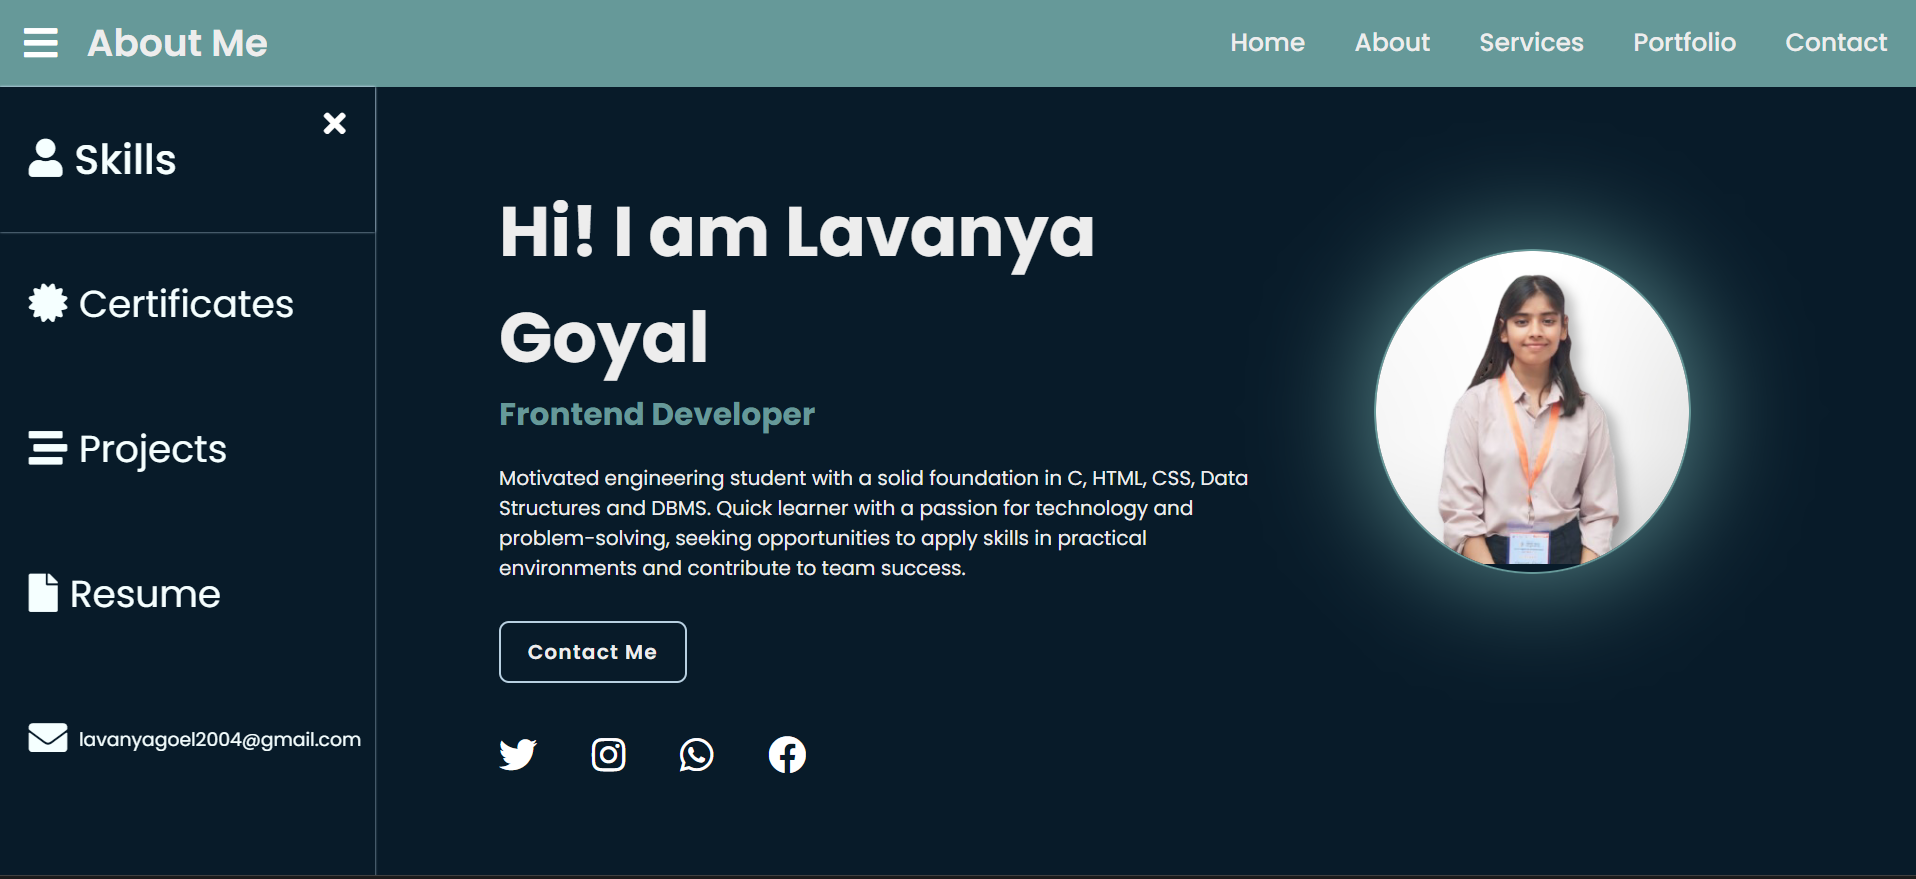 About Me
Home About Services Portfolio Contact
Skills
Certificates
Projects
Resume
lavanyagoel2004@gmail.com
Hi! I am Lavanya
Goyal
Frontend Developer
Motivated engineering student with a solid foundation in C, HTML, CSS, Data
Structures and DBMS. Quick learner with a passion for technology and
problem-solving, seeking opportunities to apply skills in practical
environments and contribute to team success.
Contact Me